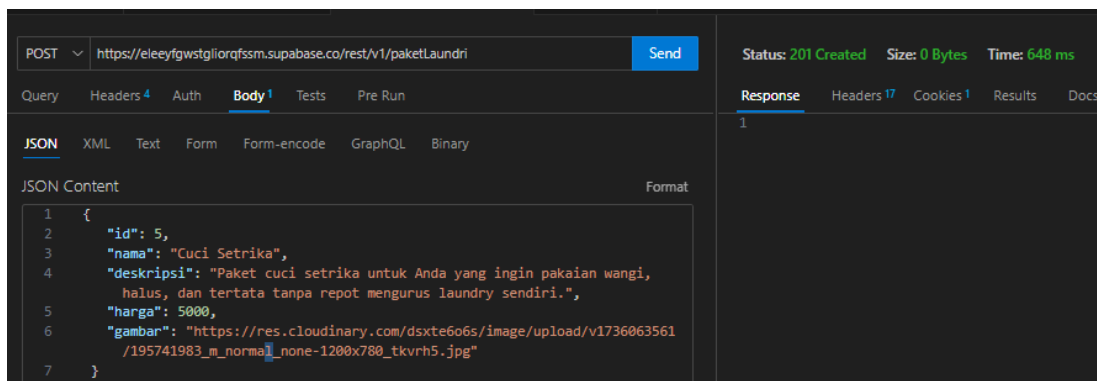 POST https://eleeyfgwstgliorqfssm.supabase.co/rest/v1/paketLaundri Send
Status: 201 Created Size: 0 Bytes Time: 648 ms
Query Headers 4 Auth Body 1 Tests Pre Run
Response Headers 17 Cookies 1 Results Docs
1
JSON XML Text Form Form-encode GraphQL Binary
JSON Content Format
1 {
2 "id": 5,
3 "nama": "Cuci Setrika",
4 "deskripsi": "Paket cuci setrika untuk Anda yang ingin pakaian wangi,
halus, dan tertata tanpa repot mengurus laundry sendiri.",
5 "harga": 5000,
6 "gambar": "https://res.cloudinary.com/dsxte6o6s/image/upload/v1736063561
/195741983_m_normal_none-1200x780_tkvrh5.jpg"
7 }